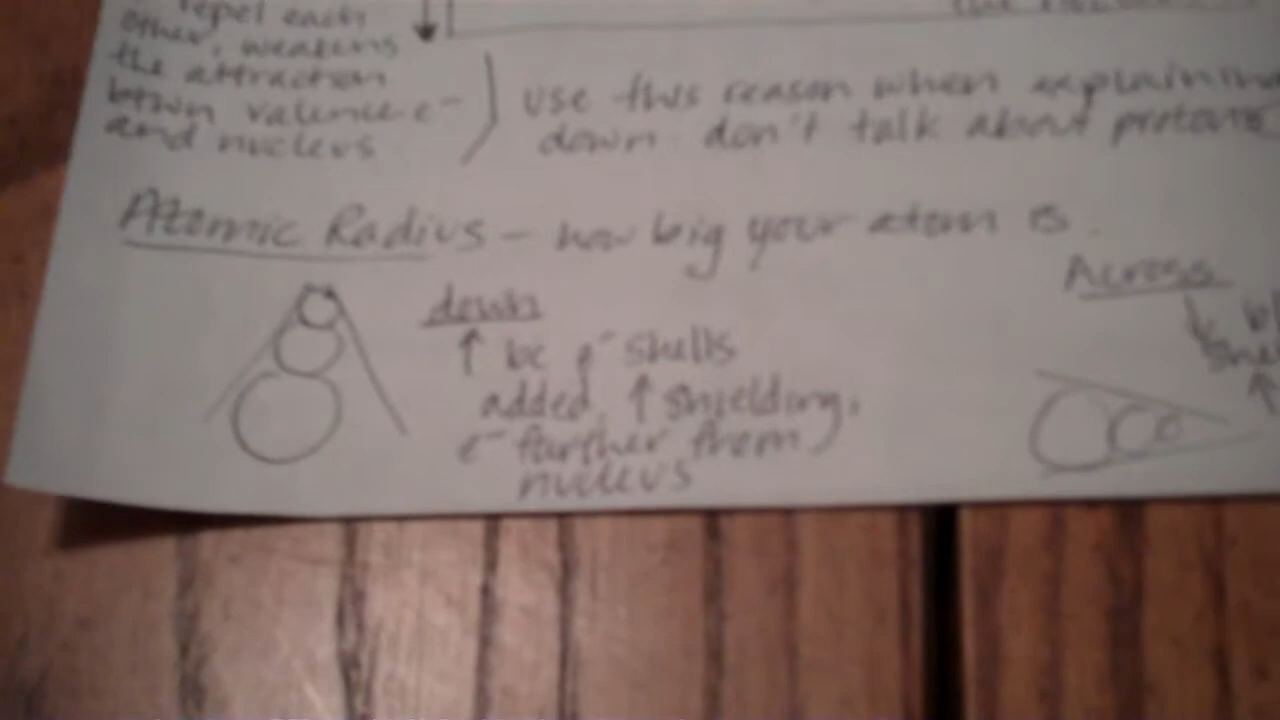 repel each
other, weakens
the attraction
btwn valence e-
and nucleus
use this reason when explaining
down. don't talk about protons
Atomic Radius - how big your atom is.
down
↑ bc e- shells
added, ↑ shielding,
e- farther from
nucleus
Across
↓
↑